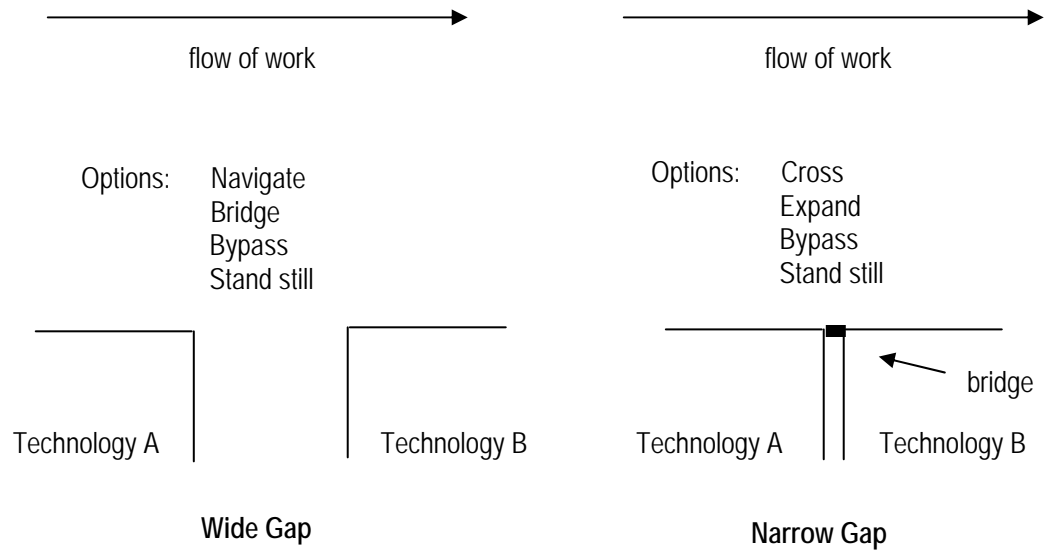 flow of work
Options: Navigate
Bridge
Bypass
Stand still
Technology A
Technology B
Wide Gap
flow of work
Options: Cross
Expand
Bypass
Stand still
bridge
Technology A
Technology B
Narrow Gap